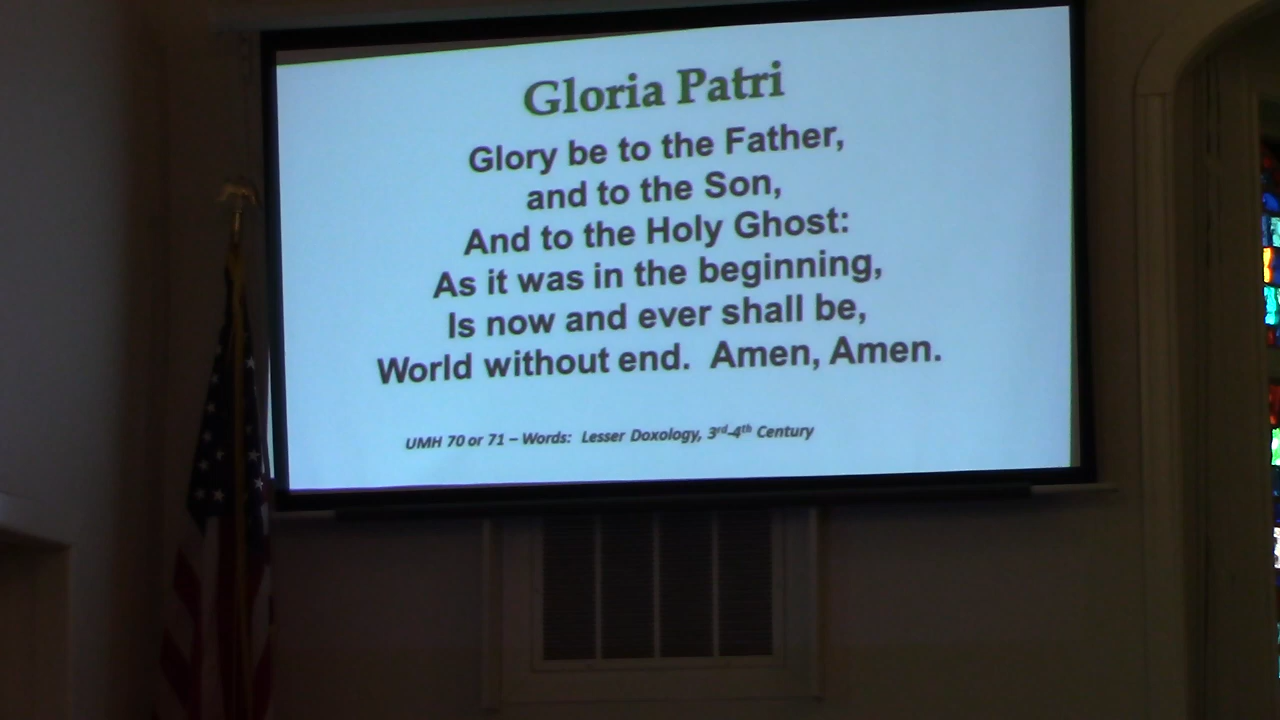 Gloria Patri
Glory be to the Father,
and to the Son,
And to the Holy Ghost:
As it was in the beginning,
Is now and ever shall be,
World without end.  Amen, Amen.
UMH 70 or 71 – Words:  Lesser Doxology, 3rd-4th Century